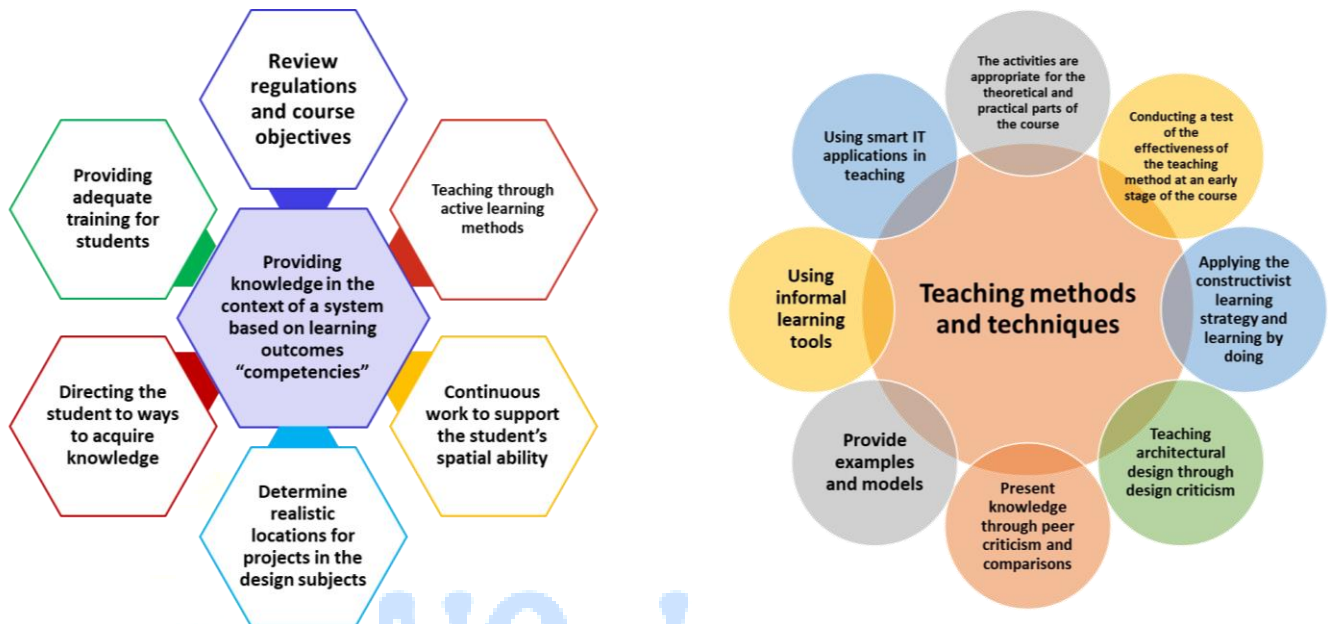 Review
regulations
and course
objectives
Teaching through
active learning
methods
Continuous
work to support
the student's
spatial ability
Determine
realistic
locations for
projects in the
design subjects
Directing the
student to ways
to acquire
knowledge
Providing
adequate
training for
students
Providing
knowledge in the
context of a system
based on learning
outcomes
“competencies”
The activities are
appropriate for the
theoretical and
practical parts of
the course
Conducting a test
of the
effectiveness of
the teaching
method at an early
stage of the course
Applying the
constructivist
learning
strategy and
learning by
doing
Teaching
architectural
design through
design criticism
Present
knowledge
through peer
criticism and
comparisons
Provide
examples
and models
Using
informal
learning
tools
Using smart IT
applications in
teaching
Teaching methods
and techniques